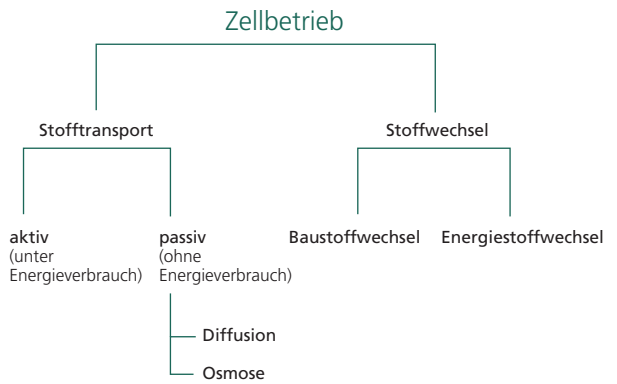 Zellbetrieb
Stofftransport
Stoffwechsel
aktiv
(unter
Energieverbrauch)
passiv
(ohne
Energieverbrauch)
Baustoffwechsel
Energiestoffwechsel
Diffusion
Osmose